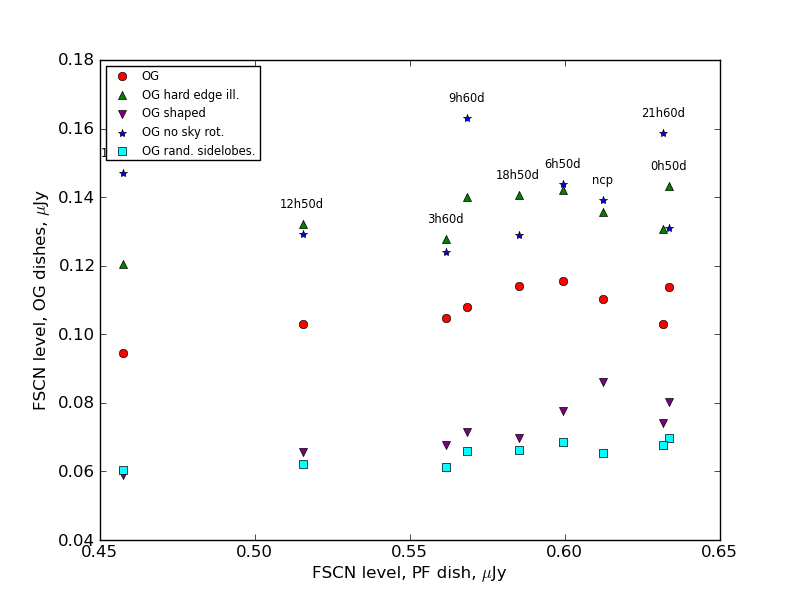 0.18
0.16
0.14
0.12
0.10
0.08
0.06
0.04
0.45
0.50
0.55
0.60
0.65
FSCN level, OG dishes, μJy
FSCN level, PF dish, μJy
OG
OG hard edge ill.
OG shaped
OG no sky rot.
OG rand. sidelobes.
9h60d
21h60d
6h50d
0h50d
18h50d
ncp
12h50d
3h60d